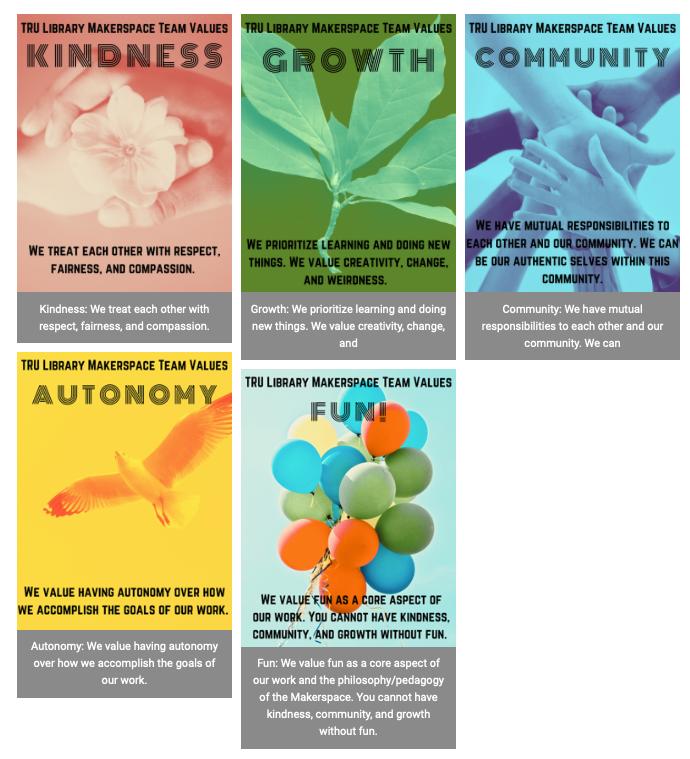 TRU Library Makerspace Team Values
KINDNESS
We treat each other with respect,
fairness, and compassion.
Kindness: We treat each other with
respect, fairness, and compassion.
TRU Library Makerspace Team Values
GROWTH
We prioritize learning and doing new
things. We value creativity, change,
and weirdness.
Growth: We prioritize learning and doing
new things. We value creativity, change,
and
TRU Library Makerspace Team Values
COMMUNITY
We have mutual responsibilities to
each other and our community. We can
be our authentic selves within this
community.
Community: We have mutual
responsibilities to each other and our
community. We can
TRU Library Makerspace Team Values
AUTONOMY
We value having autonomy over how
we accomplish the goals of our work.
Autonomy: We value having autonomy
over how we accomplish the goals of
our work.
TRU Library Makerspace Team Values
FUN!
We value fun as a core aspect of
our work. You cannot have kindness,
community, and growth without fun.
Fun: We value fun as a core aspect of
our work and the philosophy/pedagogy
of the Makerspace. You cannot have
kindness, community, and growth
without fun.